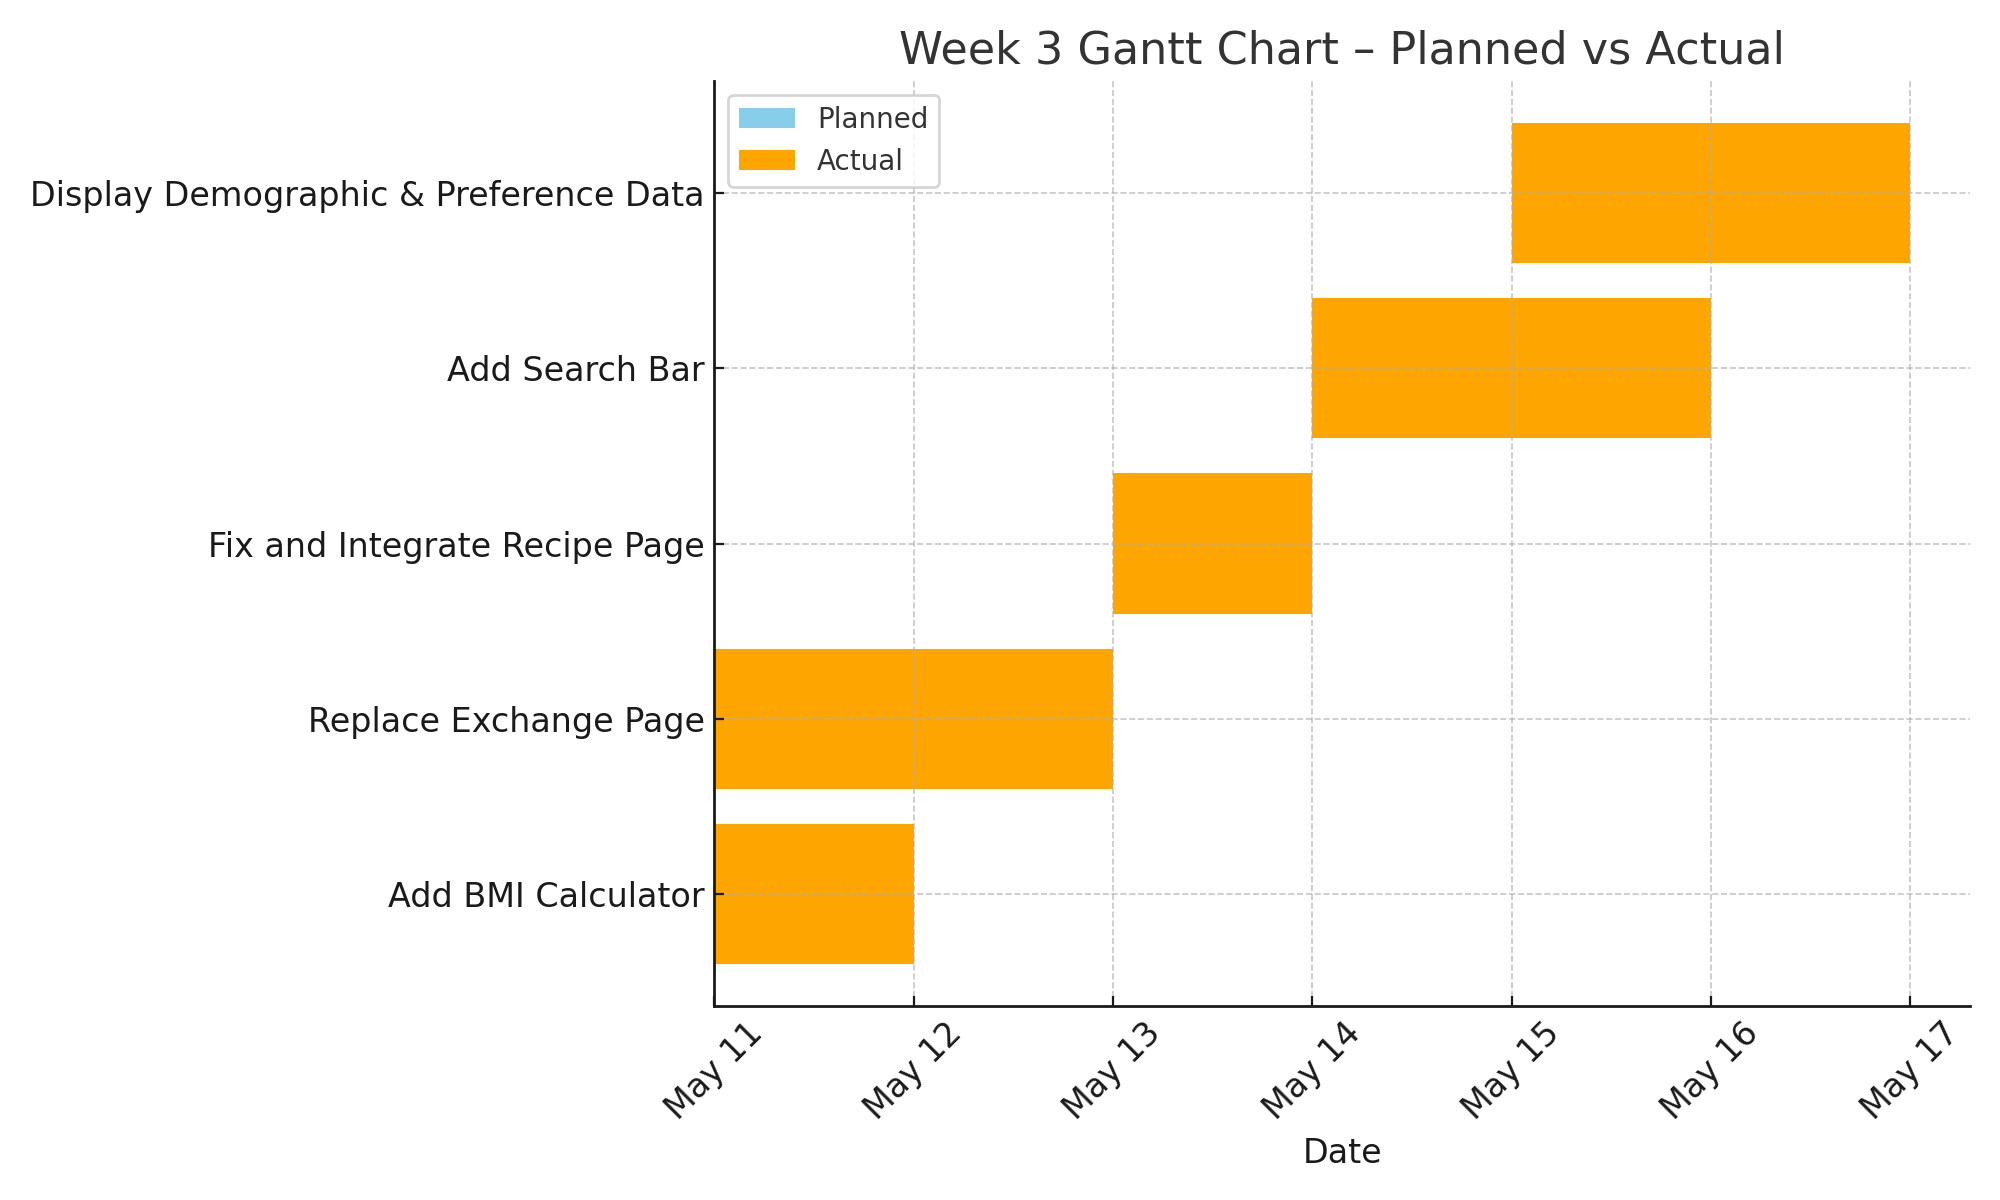 Week 3 Gantt Chart – Planned vs Actual
Planned
Actual
Display Demographic & Preference Data
Add Search Bar
Fix and Integrate Recipe Page
Replace Exchange Page
Add BMI Calculator
May 11
May 12
May 13
May 14
May 15
May 16
May 17
Date